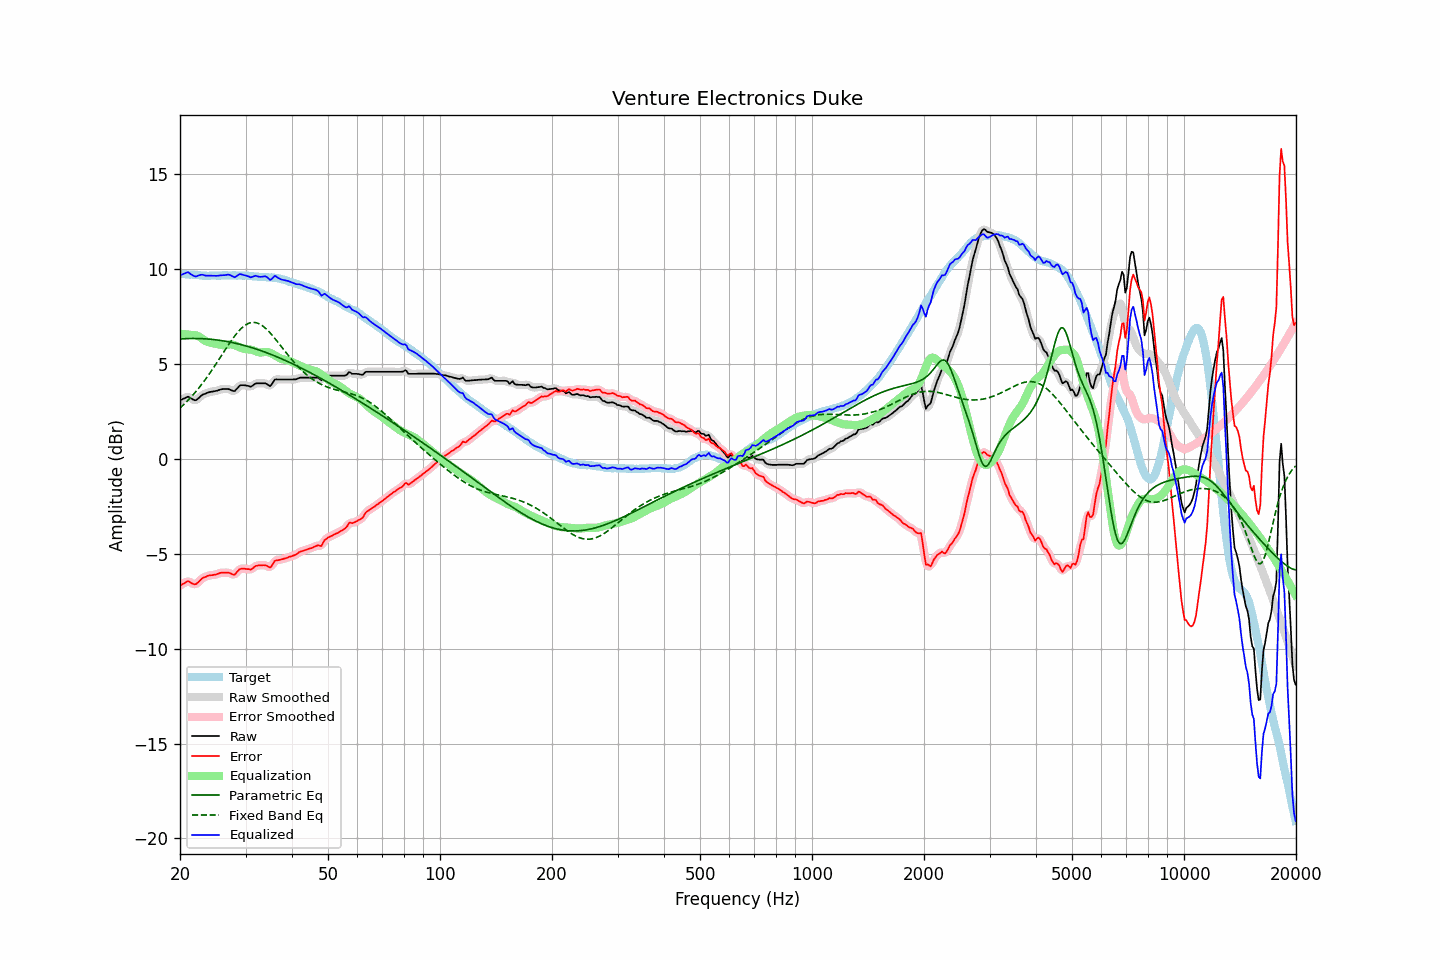 Venture Electronics Duke
Amplitude (dBr)
15
10
5
0
−5
−10
−15
−20
Target
Raw Smoothed
Error Smoothed
Raw
Error
Equalization
Parametric Eq
Fixed Band Eq
Equalized
20 50 100 200 500 1000 2000 5000 10000 20000
Frequency (Hz)